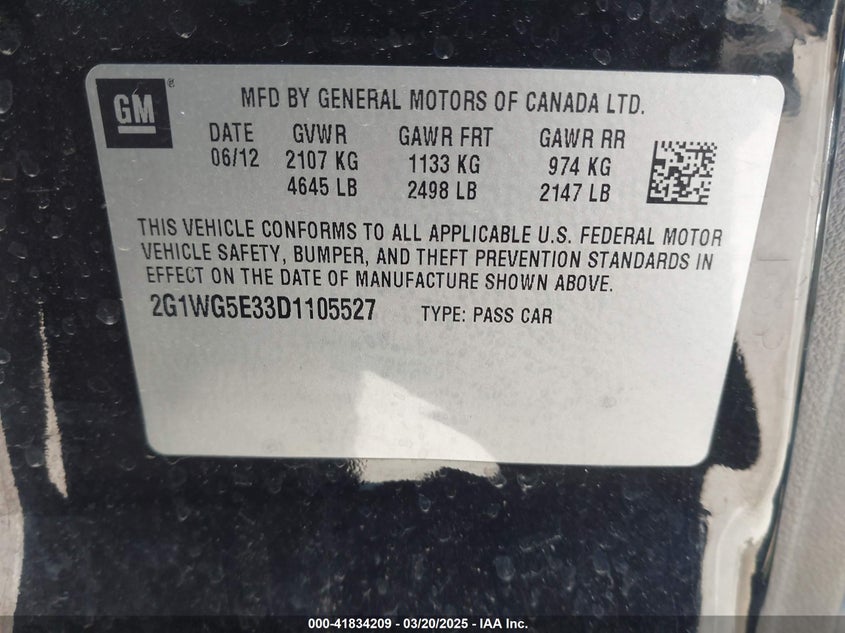 GM
MFD BY GENERAL MOTORS OF CANADA LTD.
DATE GVWR GAWR FRT GAWR RR
06/12 2107 KG 1133 KG 974 KG
4645 LB 2498 LB 2147 LB
THIS VEHICLE CONFORMS TO ALL APPLICABLE U.S. FEDERAL MOTOR
VEHICLE SAFETY, BUMPER, AND THEFT PREVENTION STANDARDS IN
EFFECT ON THE DATE OF MANUFACTURE SHOWN ABOVE.
2G1WG5E33D1105527 TYPE: PASS CAR
000-41834209 - 03/20/2025 - IAA Inc.